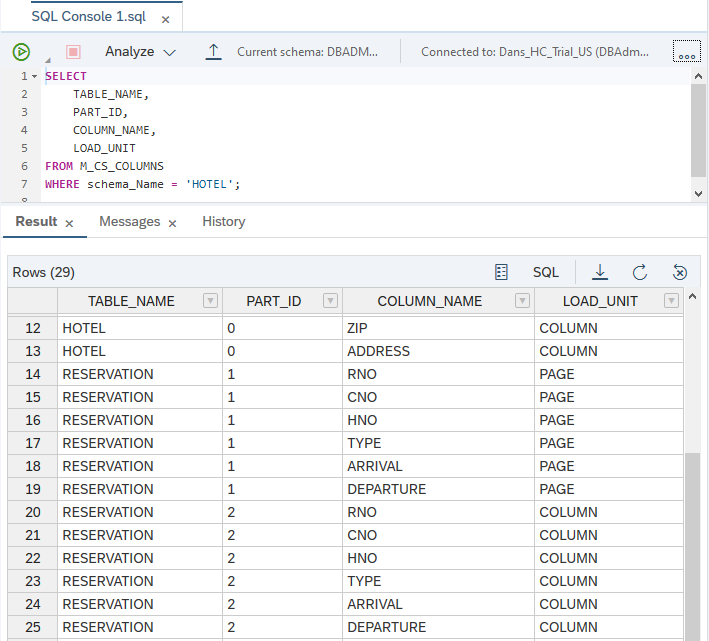 SQL Console 1.sql ×
Analyze Current schema: DBADM... Connected to: Dans_HC_Trial_US (DBAdm...
1 SELECT
2 TABLE_NAME,
3 PART_ID,
4 COLUMN_NAME,
5 LOAD_UNIT
6 FROM M_CS_COLUMNS
7 WHERE schema_Name = 'HOTEL';
8
Result × Messages × History
Rows (29) SQL
TABLE_NAME PART_ID COLUMN_NAME LOAD_UNIT
12 HOTEL 0 ZIP COLUMN
13 HOTEL 0 ADDRESS COLUMN
14 RESERVATION 1 RNO PAGE
15 RESERVATION 1 CNO PAGE
16 RESERVATION 1 HNO PAGE
17 RESERVATION 1 TYPE PAGE
18 RESERVATION 1 ARRIVAL PAGE
19 RESERVATION 1 DEPARTURE PAGE
20 RESERVATION 2 RNO COLUMN
21 RESERVATION 2 CNO COLUMN
22 RESERVATION 2 HNO COLUMN
23 RESERVATION 2 TYPE COLUMN
24 RESERVATION 2 ARRIVAL COLUMN
25 RESERVATION 2 DEPARTURE COLUMN